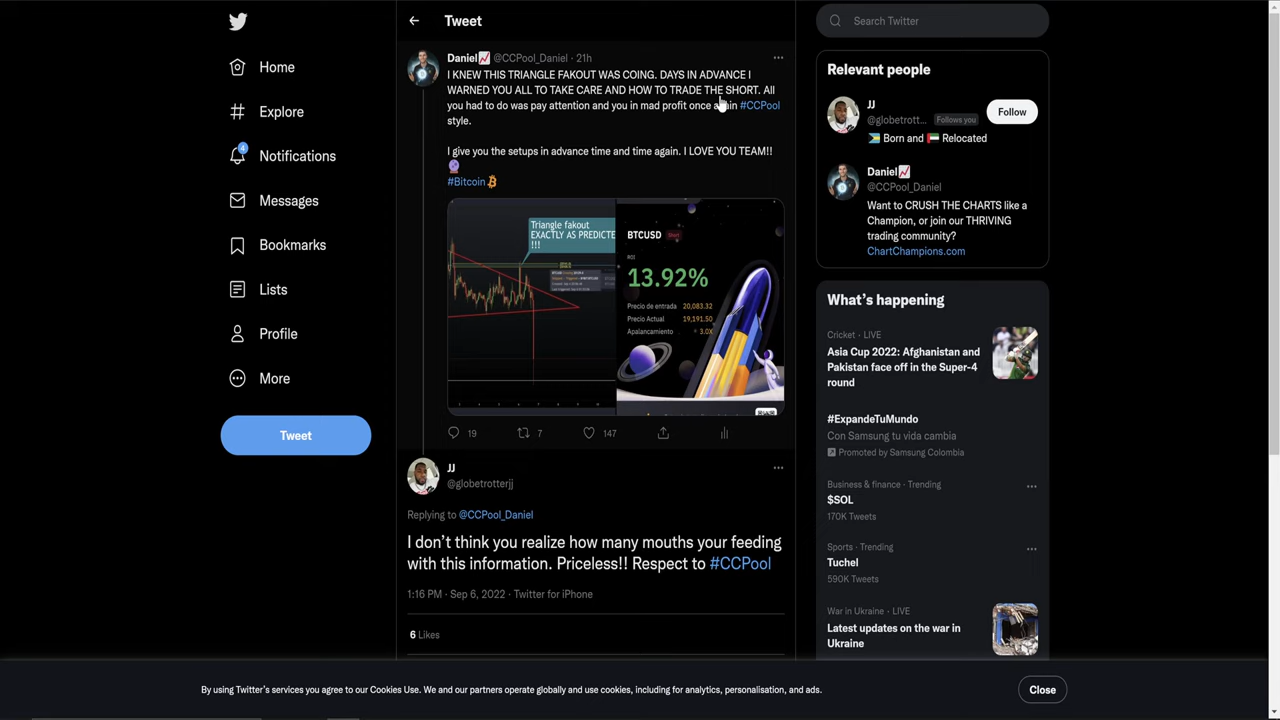 Tweet
Search Twitter
Home
Explore
4
Notifications
Messages
Bookmarks
Lists
Profile
More
Tweet
Daniel📈 @CCPool_Daniel · 21h
I KNEW THIS TRIANGLE FAKOUT WAS COING. DAYS IN ADVANCE I
WARNED YOU ALL TO TAKE CARE AND HOW TO TRADE THE SHORT. All
you had to do was pay attention and you in mad profit once again #CCPool
style.
I give you the setups in advance time and time again. I LOVE YOU TEAM!!
🔮
#Bitcoin
Triangle fakout
EXACTLY AS PREDICTE
!!!
BTCUSD Short
ROI
13.92%
Precio de entrada 20,083.32
Precio Actual 19,191.50
Apalancamiento 3.0X
19 7 147
JJ
@globetrotterjj
Replying to @CCPool_Daniel
I don't think you realize how many mouths your feeding
with this information. Priceless!! Respect to #CCPool
1:16 PM · Sep 6, 2022 · Twitter for iPhone
6 Likes
Relevant people
JJ
@globetrott... Follows you
Follow
🇧🇸 Born and 🇦🇪 Relocated
Daniel📈
@CCPool_Daniel
Want to CRUSH THE CHARTS like a
Champion, or join our THRIVING
trading community?
ChartChampions.com
What's happening
Cricket · LIVE
Asia Cup 2022: Afghanistan and
Pakistan face off in the Super-4
round
#ExpandeTuMundo
Con Samsung tu vida cambia
Promoted by Samsung Colombia
Business & finance · Trending
$SOL
170K Tweets
Sports · Trending
Tuchel
590K Tweets
War in Ukraine · LIVE
Latest updates on the war in
Ukraine
By using Twitter's services you agree to our Cookies Use. We and our partners operate globally and use cookies, including for analytics, personalisation, and ads.
Close